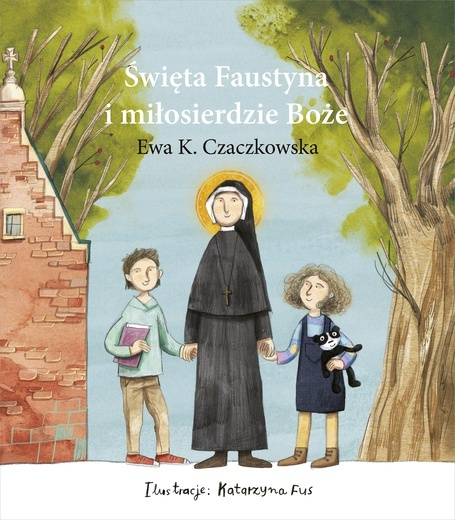 Święta Faustyna
i miłosierdzie Boże
Ewa K. Czaczkowska
Ilustracje: Katarzyna Fus